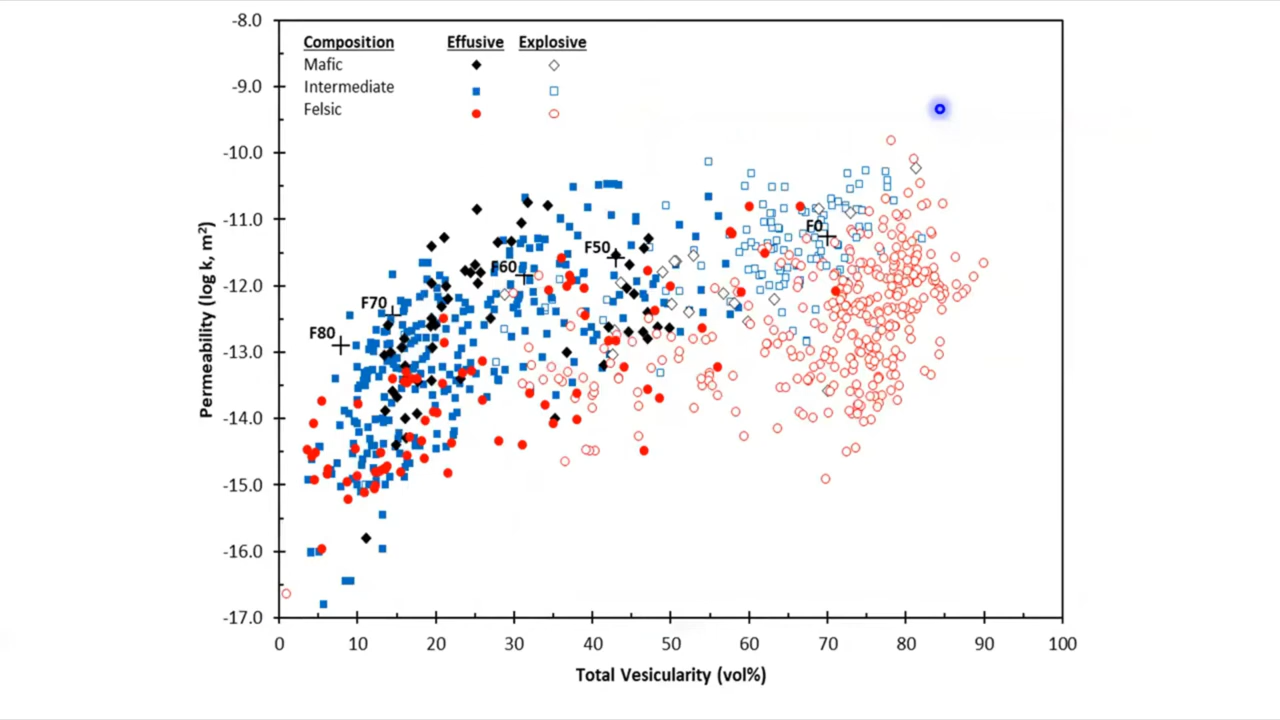 -8.0
Composition Effusive Explosive
Mafic
Intermediate
Felsic
-9.0
-10.0
-11.0
-12.0
-13.0
-14.0
-15.0
-16.0
-17.0
Permeability (log k, m²)
F80
F70
F60
F50
F0
0 10 20 30 40 50 60 70 80 90 100
Total Vesicularity (vol%)